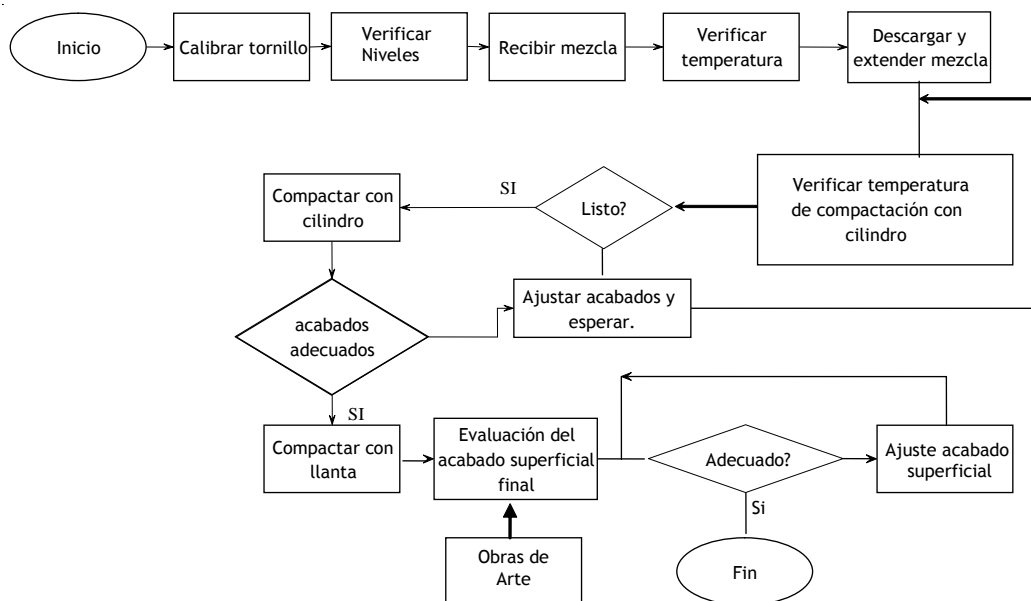 Inicio
Calibrar tornillo
Verificar
Niveles
Recibir mezcla
Verificar
temperatura
Descargar y
extender mezcla
Verificar temperatura
de compactación con
cilindro
Listo?
SI
Compactar con
cilindro
Ajustar acabados y
esperar.
acabados
adecuados
SI
Compactar con
llanta
Evaluación del
acabado superficial
final
Adecuado?
Ajuste acabado
superficial
Si
Obras de
Arte
Fin